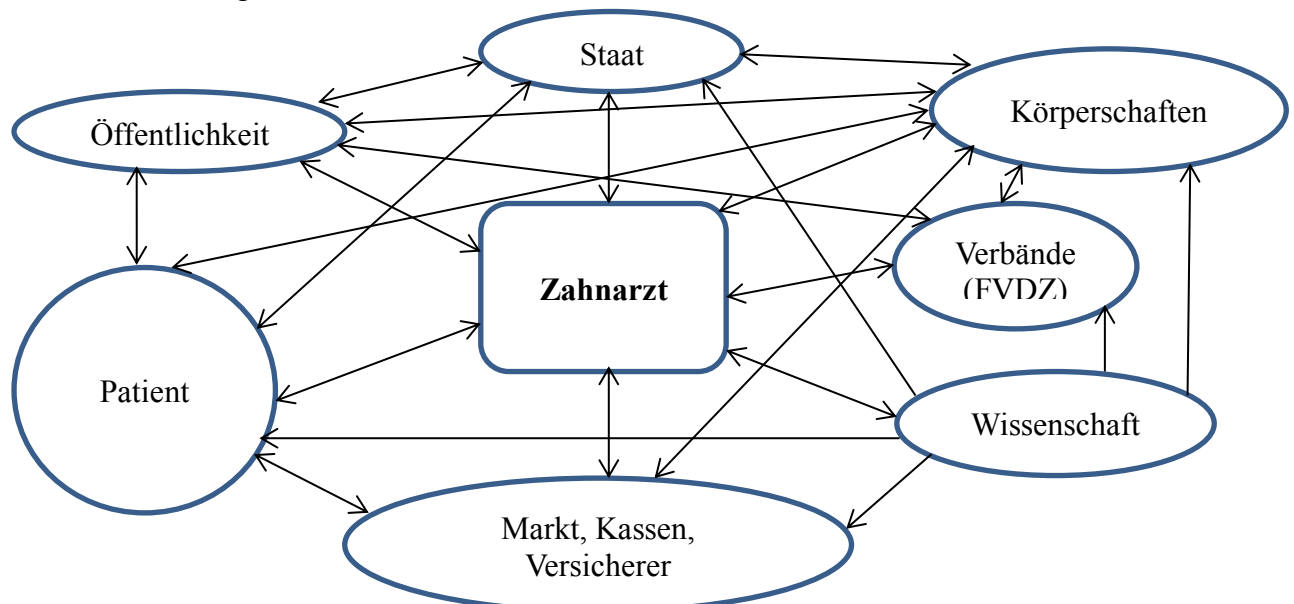 Staat
Öffentlichkeit
Körperschaften
Zahnarzt
Verbände
(FVDZ)
Patient
Wissenschaft
Markt, Kassen,
Versicherer